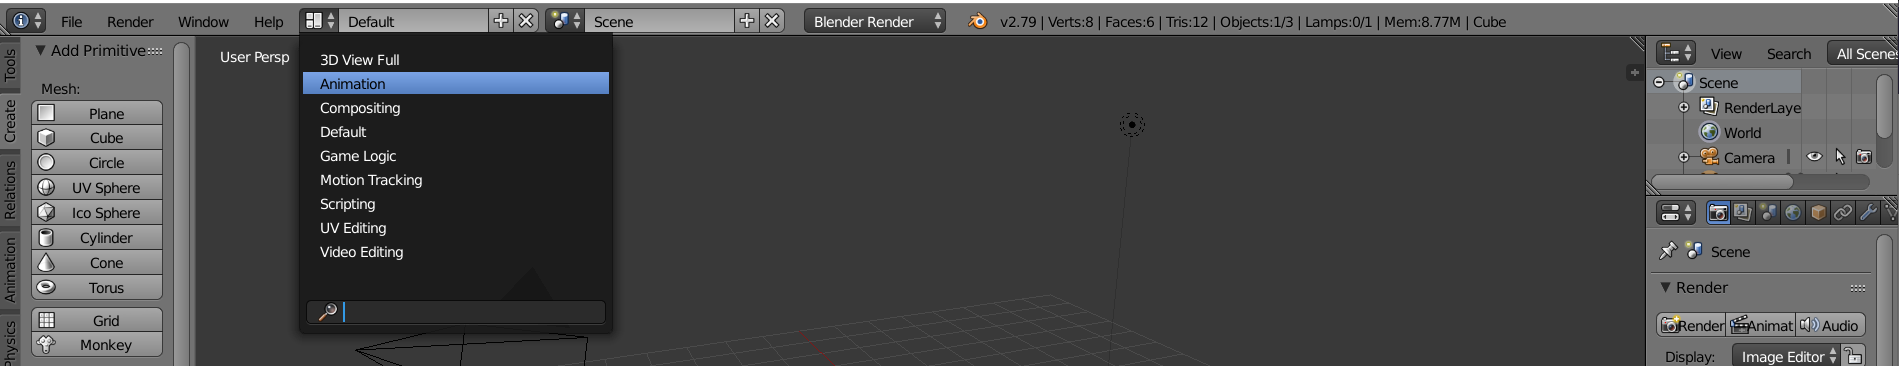 File Render Window Help Default Scene Blender Render v2.79 | Verts:8 | Faces:6 | Tris:12 | Objects:1/3 | Lamps:0/1 | Mem:8.77M | Cube
Tools
Create
Relations
Animation
Physics
Add Primitive
Mesh:
Plane
Cube
Circle
UV Sphere
Ico Sphere
Cylinder
Cone
Torus
Grid
Monkey
User Persp
3D View Full
Animation
Compositing
Default
Game Logic
Motion Tracking
Scripting
UV Editing
Video Editing
View Search All Scenes
Scene
RenderLaye
World
Camera
Scene
Render
Render Animat Audio
Display: Image Editor